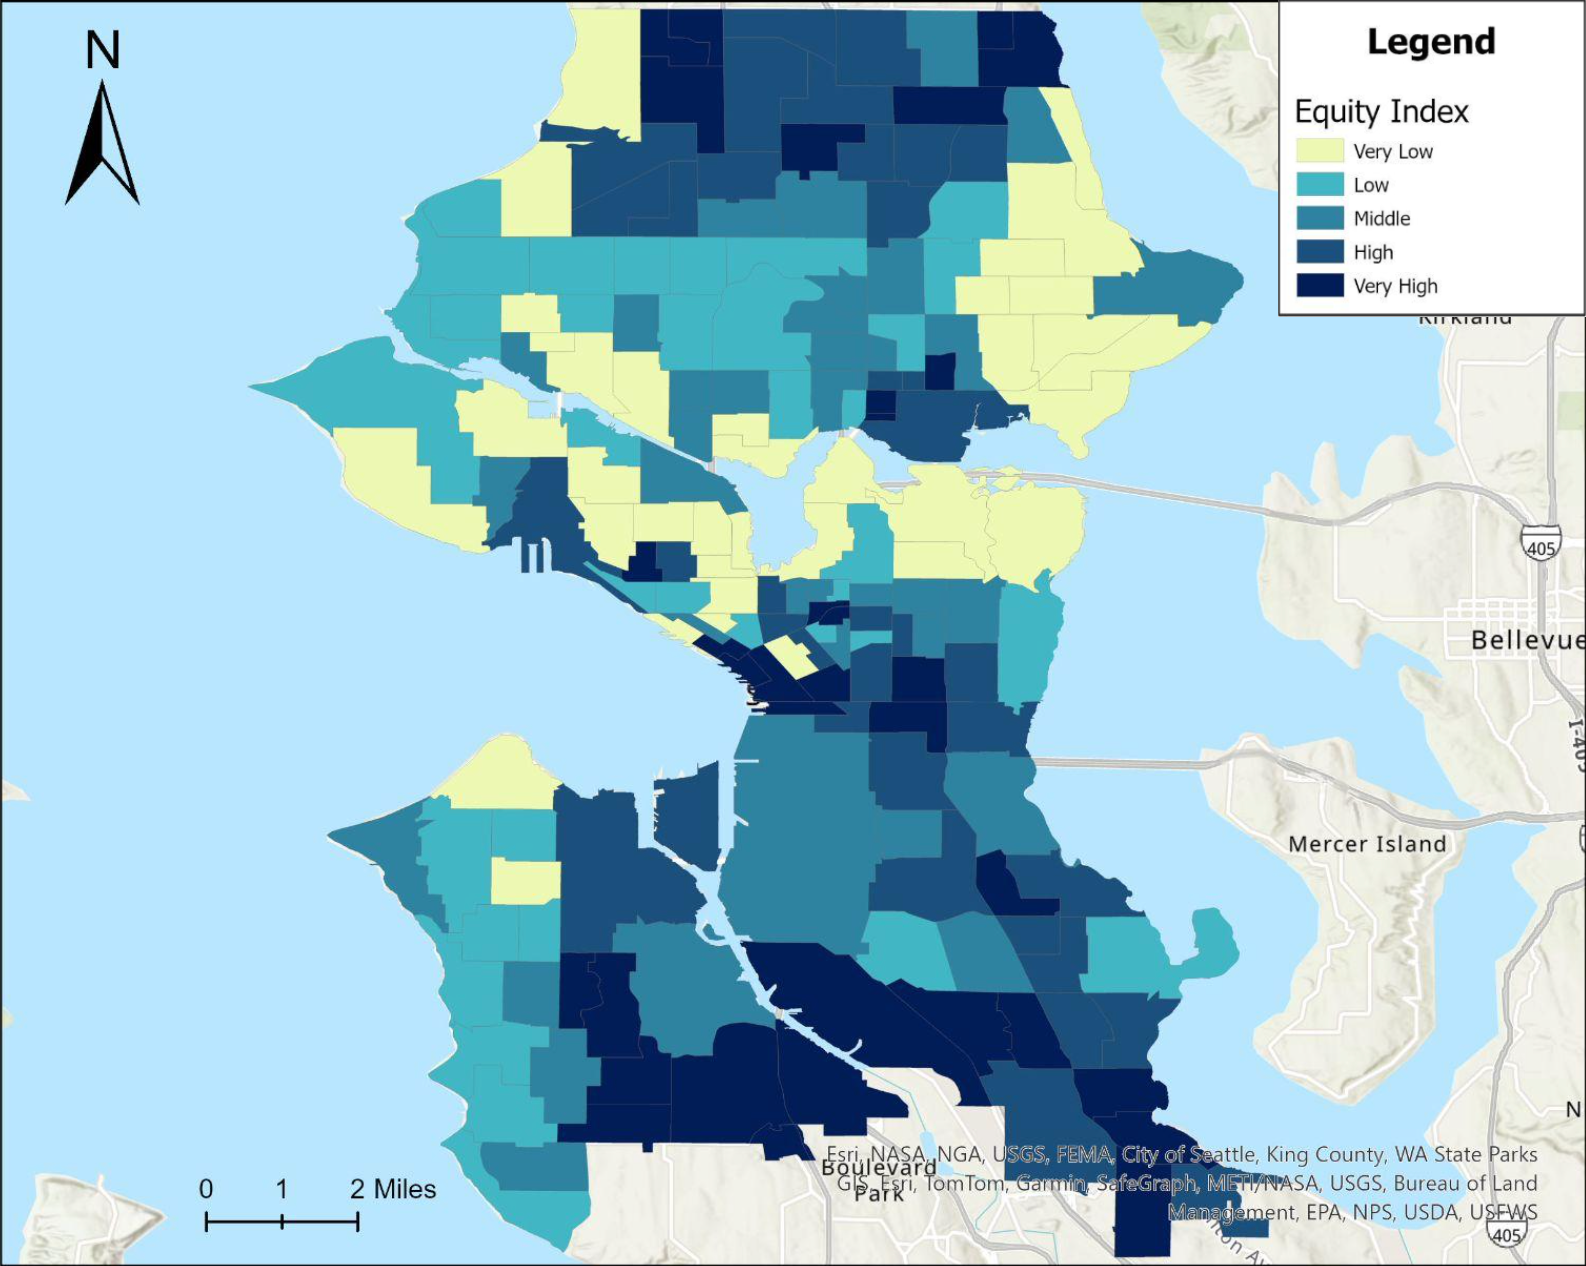 N
Legend
Equity Index
Very Low
Low
Middle
High
Very High
Kirkland
405
Bellevue
I-405
Mercer Island
N
0 1 2 Miles
Boulevard
Park
Esri, NASA, NGA, USGS, FEMA, City of Seattle, King County, WA State Parks
GIS, Esri, TomTom, Garmin, SafeGraph, METI/NASA, USGS, Bureau of Land
Management, EPA, NPS, USDA, USFWS
405